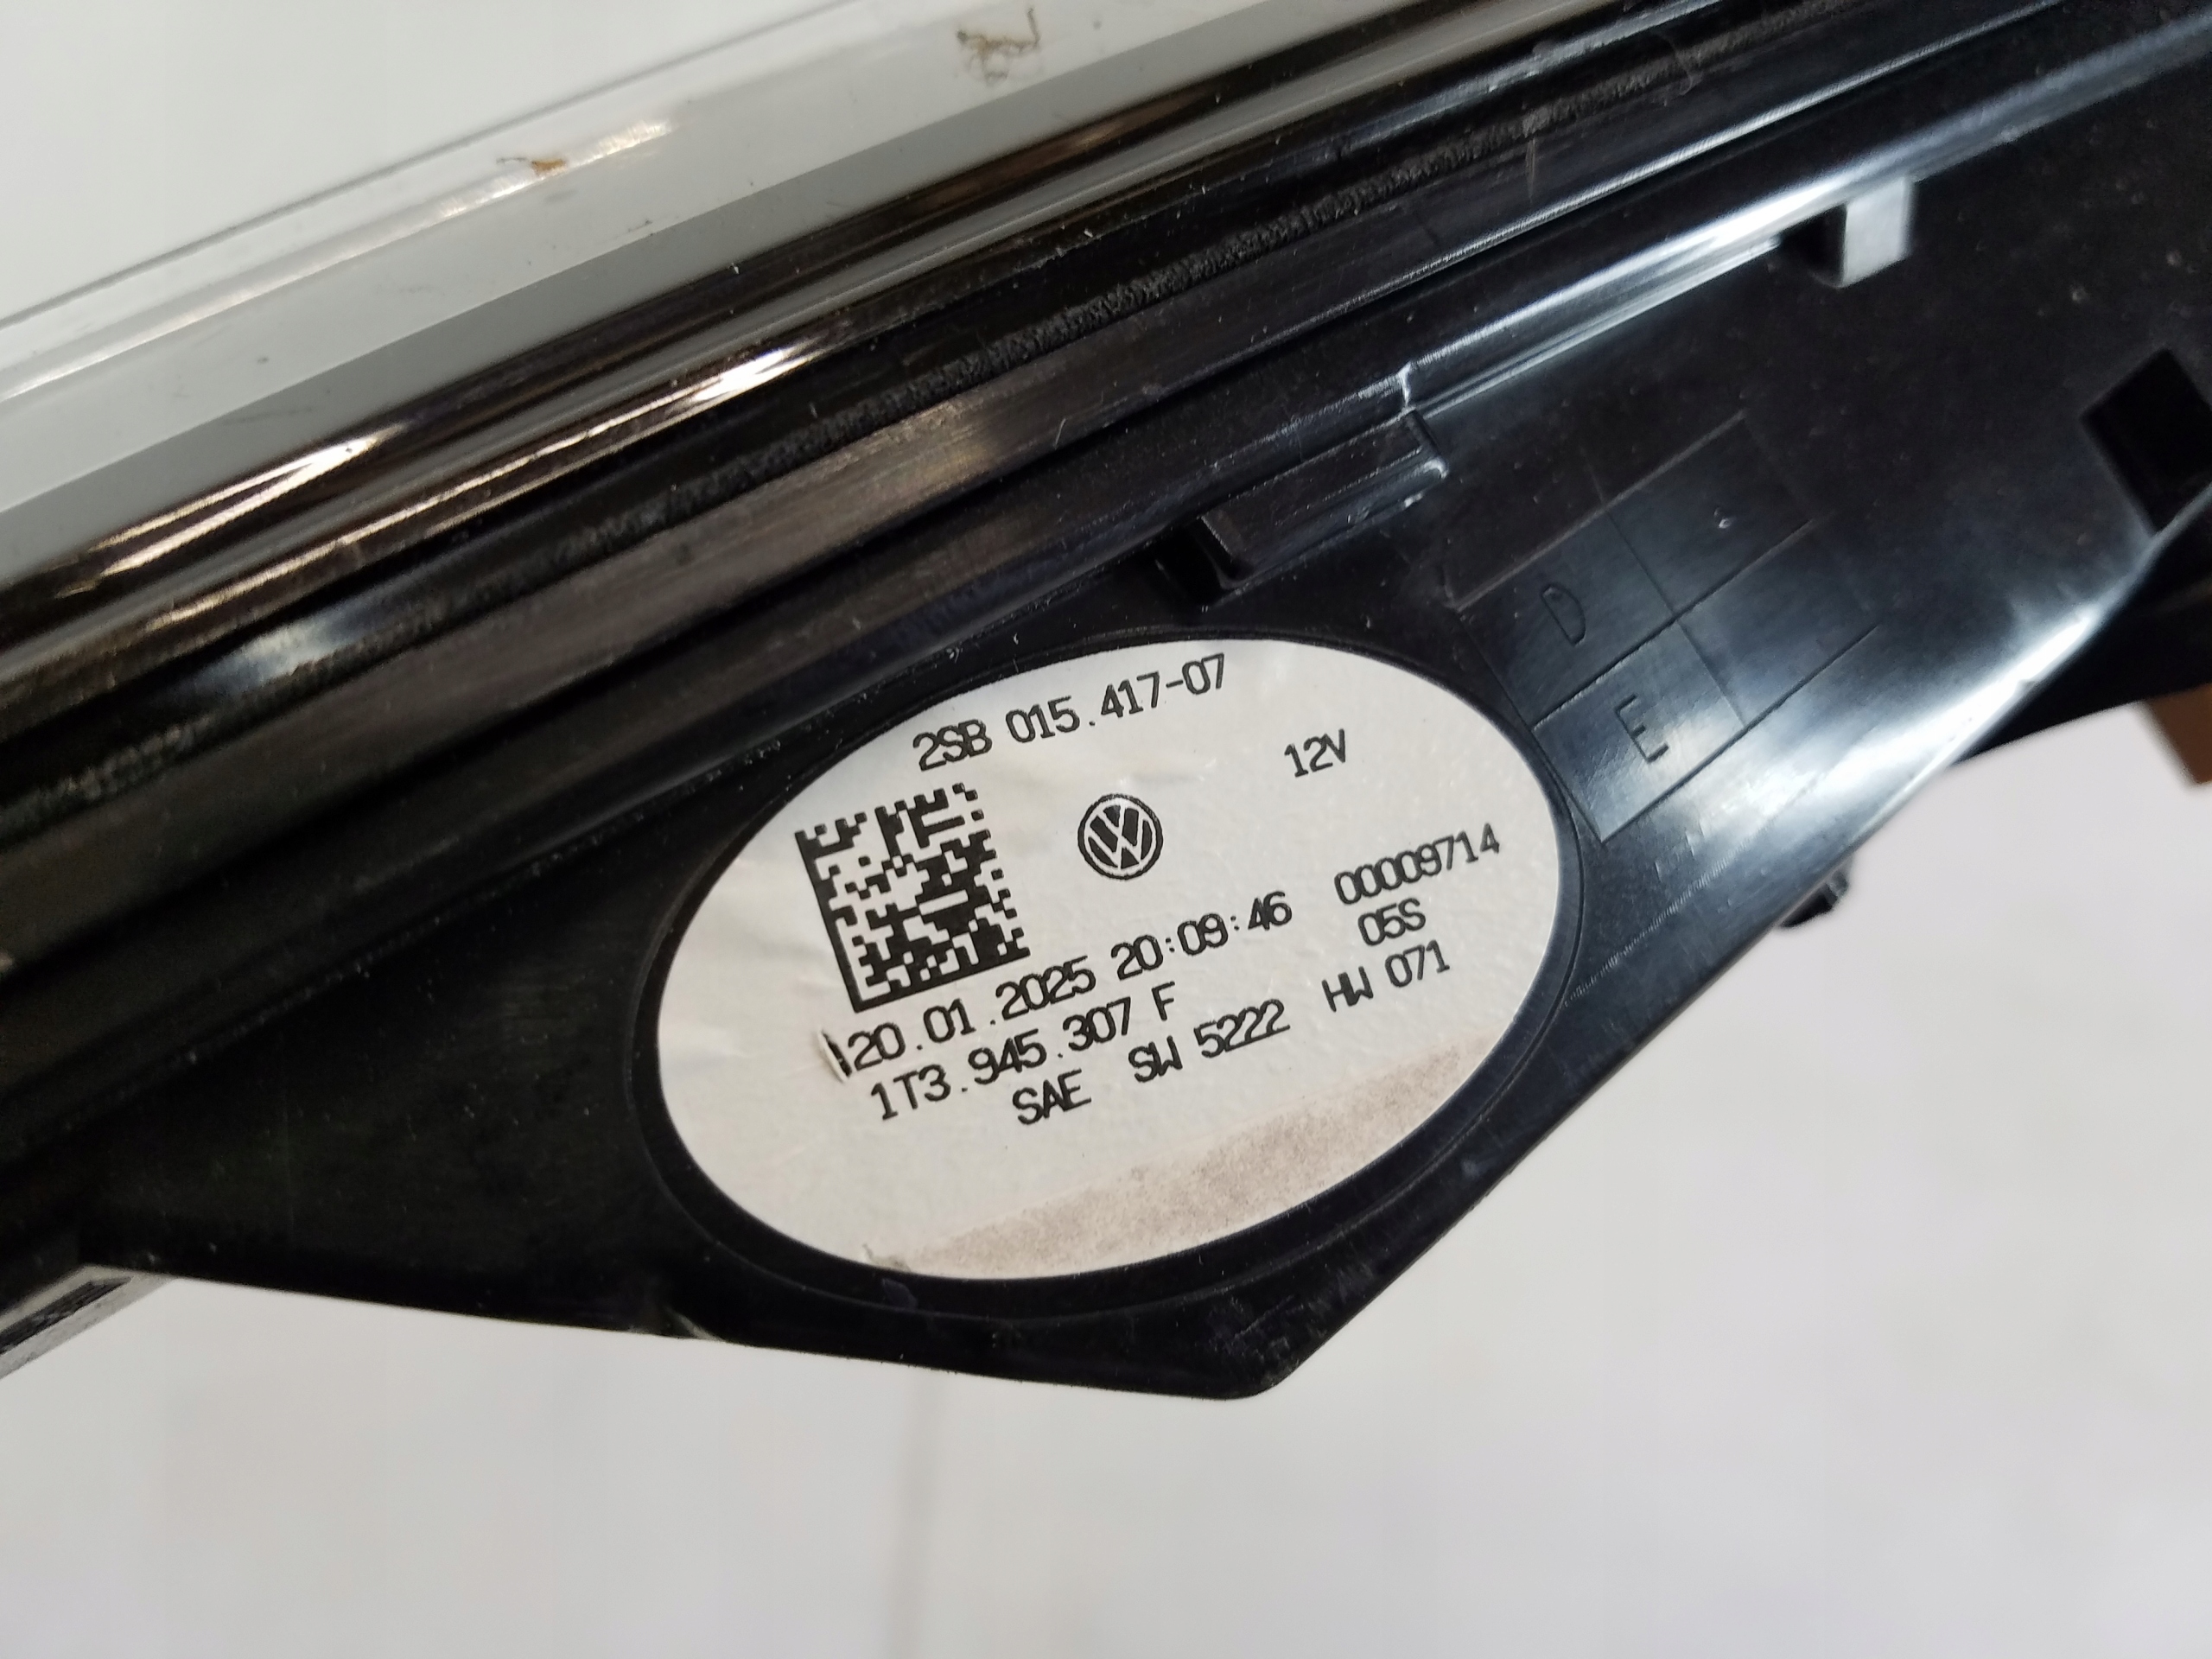 2SB 015.417-07
12V
20.01.2025 20:09:46 00009714
1T3.945.307 F 05S
SAE SW 5222 HW 071
D
E